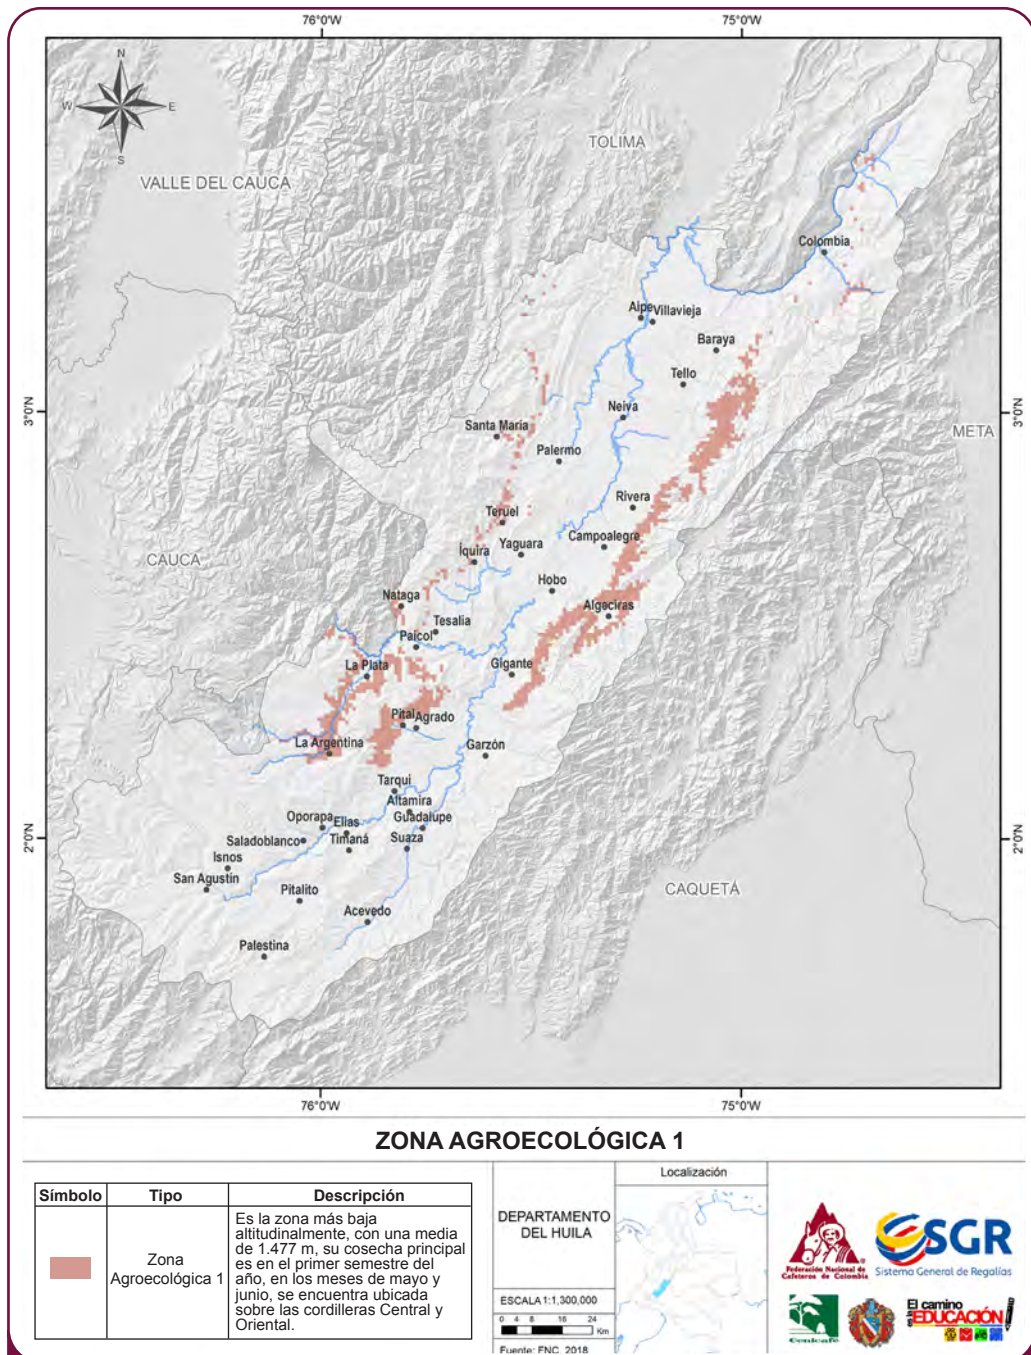 76°0'W 75°0'W
N
W E
S
TOLIMA
VALLE DEL CAUCA
Colombia
Aipe Villavieja
Baraya
Tello
3°0'N 3°0'N
Neiva
Santa María
META
Palermo
Rivera
Teruel
Campoalegre
Yaguara
Íquira
CAUCA
Hobo
Nataga
Algeciras
Tesalia
Paicol
La Plata
Gigante
Pital Agrado
La Argentina
Garzón
Tarqui
Altamira
Oporapa
Elias
Guadalupe
2°0'N 2°0'N
Saladoblanco
Timaná
Suaza
Isnos
San Agustín
CAQUETÁ
Pitalito
Acevedo
Palestina
76°0'W 75°0'W
ZONA AGROECOLÓGICA 1
Símbolo Tipo Descripción
Zona
Agroecológica 1
Es la zona más baja
altitudinalmente, con una media
de 1.477 m, su cosecha principal
es en el primer semestre del
año, en los meses de mayo y
junio, se encuentra ubicada
sobre las cordilleras Central y
Oriental.
DEPARTAMENTO
DEL HUILA
ESCALA 1:1,300,000
0 4 8 16 24
Km
Fuente: FNC, 2018
Localización
Federación Nacional de
Cafeteros de Colombia
SGR
Sistema General de Regalías
Cenicafé
El camino
es la EDUCACIÓN